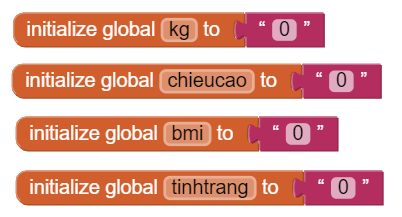 initialize global kg to " 0 "
initialize global chieucao to " 0 "
initialize global bmi to " 0 "
initialize global tinhtrang to " 0 "